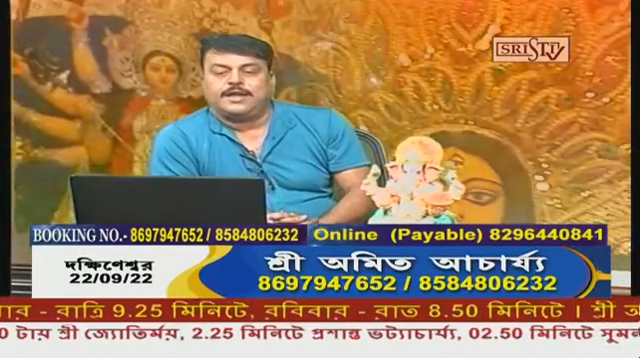 SRISTI TV
BOOKING NO.- 8697947652 / 8584806232 Online (Payable) 8296440841
দক্ষিণেশ্বর
22/09/22
শ্রী অমিত আচার্য্য
8697947652 / 8584806232
বার - রাত্রি 9.25 মিনিটে, রবিবার - রাত 8.50 মিনিটে । শ্রী
0 টায় শ্রী জ্যোতির্ময়, 2.25 মিনিটে প্রশান্ত ভট্যাচার্য্য, 02.50 মিনিটে সুমন